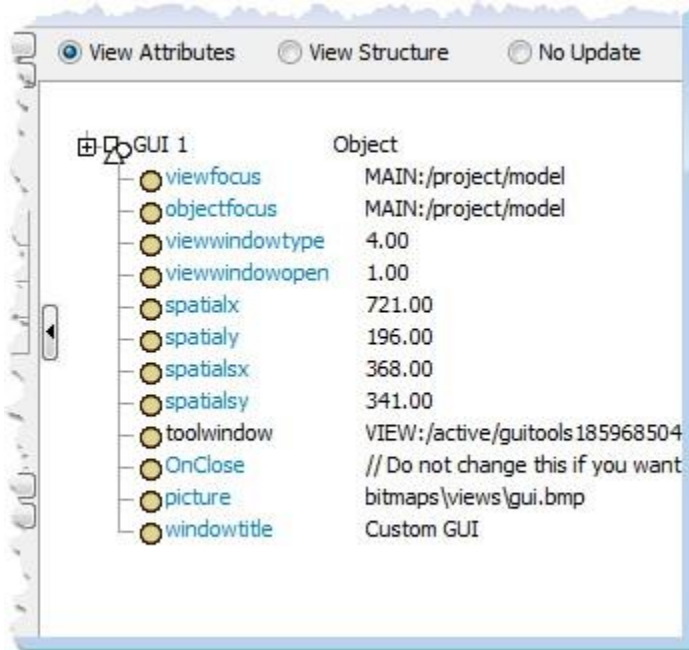 View Attributes View Structure No Update
GUI 1 Object
viewfocus MAIN:/project/model
objectfocus MAIN:/project/model
viewwindowtype 4.00
viewwindowopen 1.00
spatialx 721.00
spatialy 196.00
spatialsx 368.00
spatialsy 341.00
toolwindow VIEW:/active/guitools185968504
OnClose // Do not change this if you want
picture bitmaps\views\gui.bmp
windowtitle Custom GUI